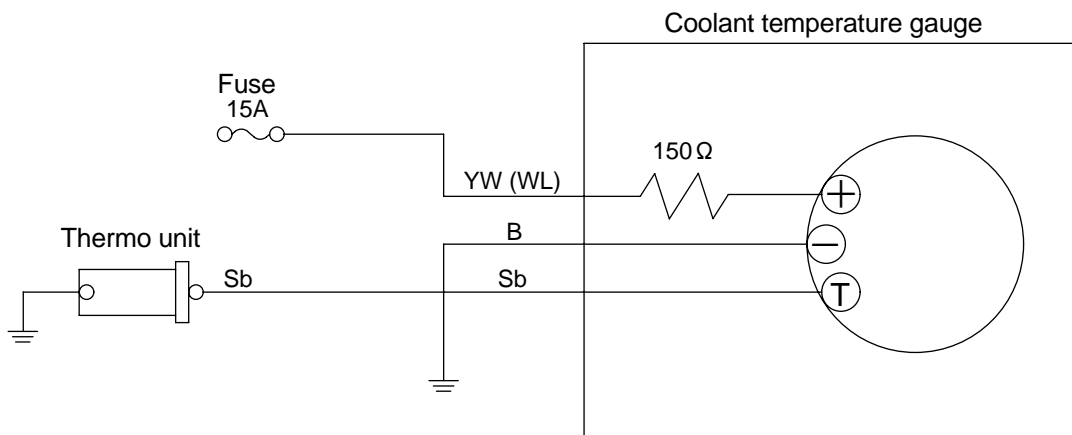 Coolant temperature gauge
Fuse
15A
150Ω
YW (WL)
+
B
−
Thermo unit
Sb
Sb
T